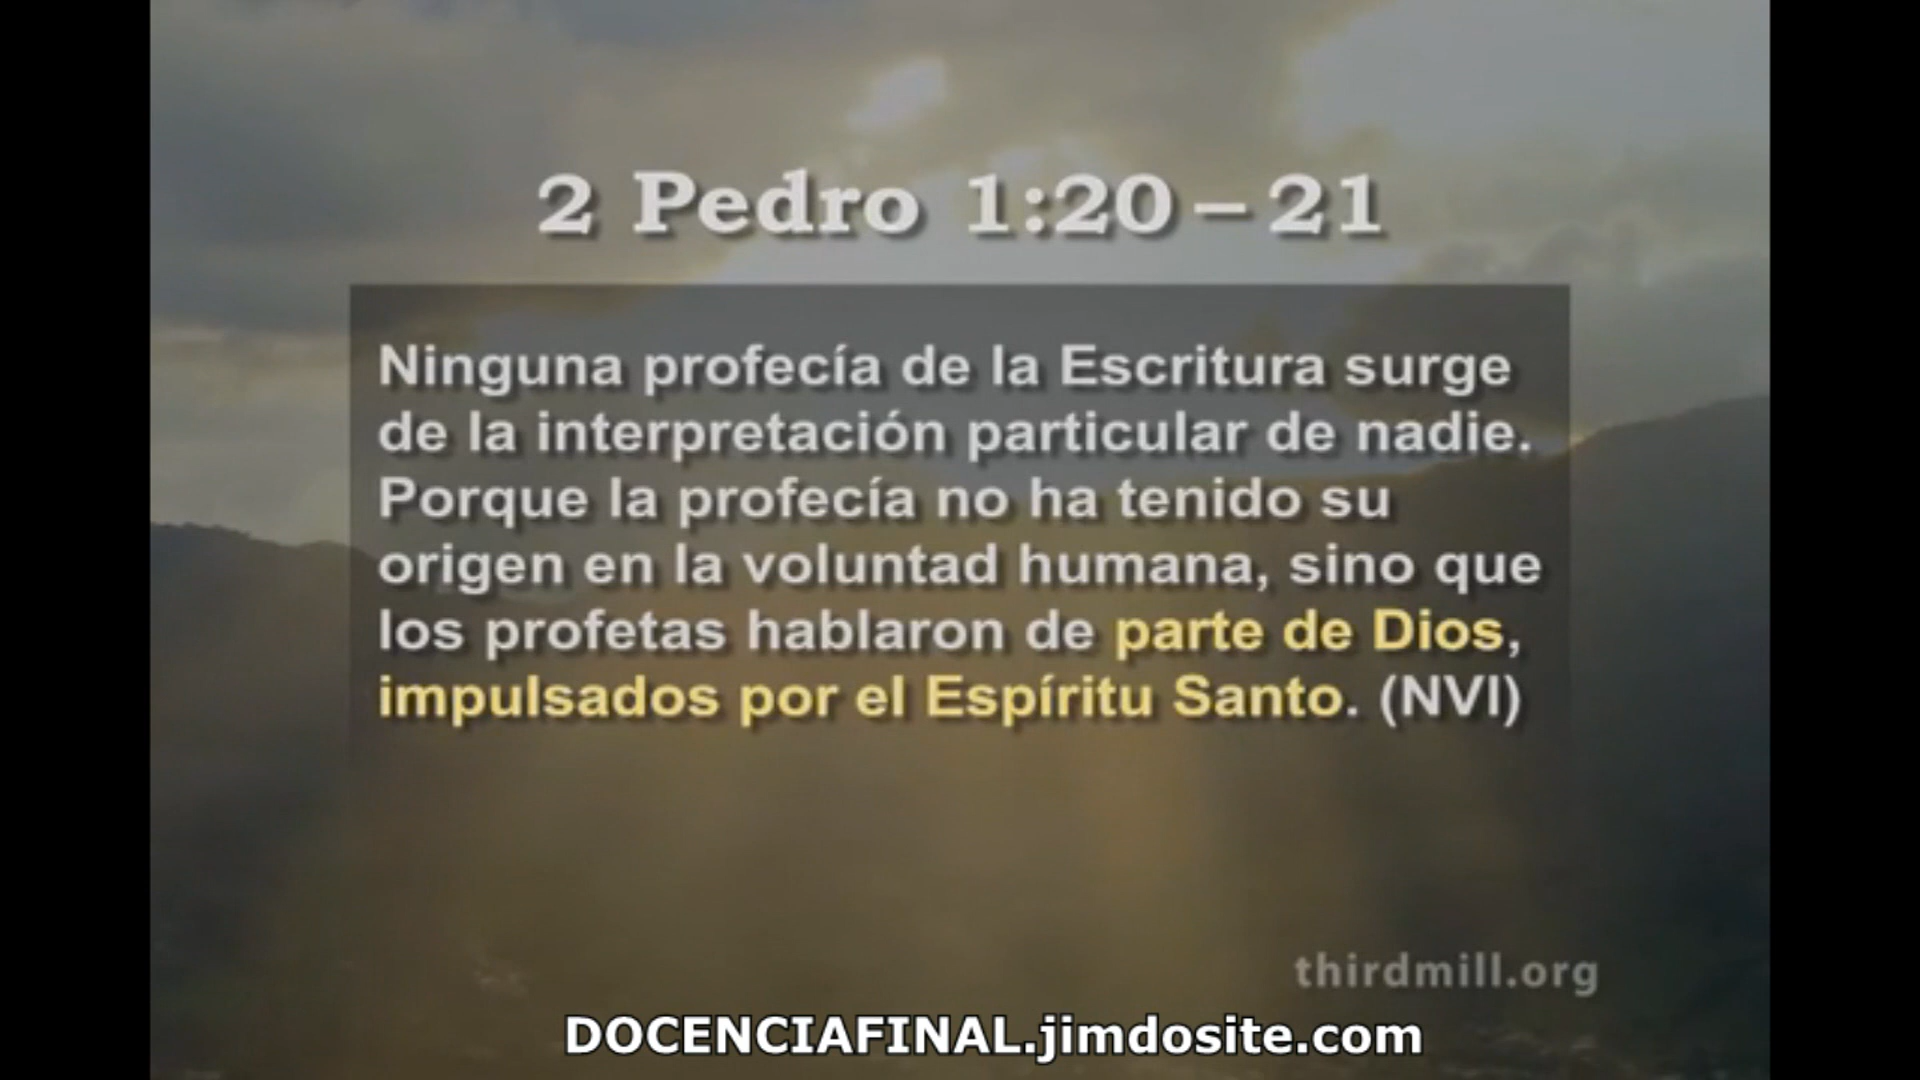 2 Pedro 1:20–21
Ninguna profecía de la Escritura surge
de la interpretación particular de nadie.
Porque la profecía no ha tenido su
origen en la voluntad humana, sino que
los profetas hablaron de parte de Dios,
impulsados por el Espíritu Santo. (NVI)
thirdmill.org
DOCENCIAFINAL.jimdosite.com